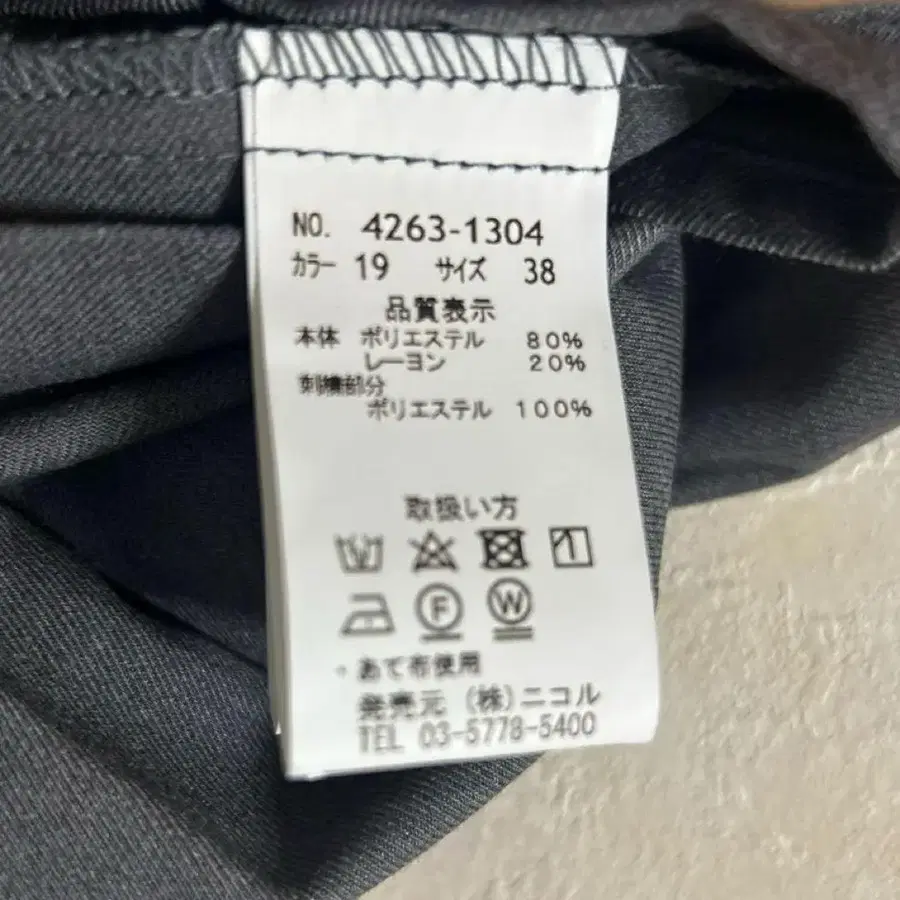 NO. 4263-1304
カラー 19 サイズ 38
品質表示
本体 ポリエステル 80%
レーヨン 20%
刺繍部分
ポリエステル 100%
取扱い方
F W
・あて布使用
発売元 (株)ニコル
TEL 03-5778-5400